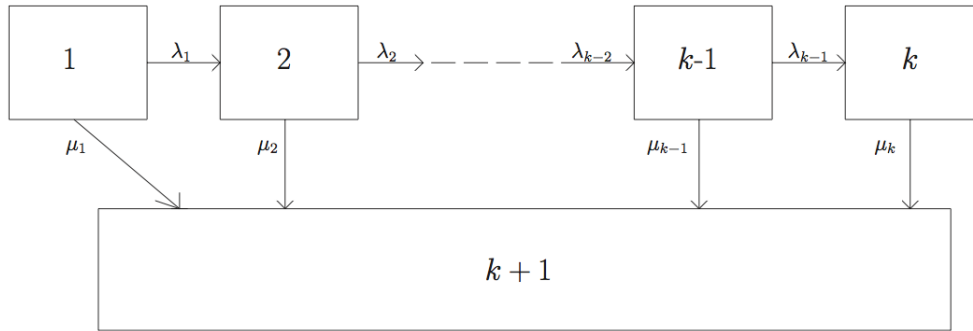 1 λ₁ 2 λ₂ λₖ₋₂ k-1 λₖ₋₁ k
μ₁ μ₂ μₖ₋₁ μₖ
k + 1